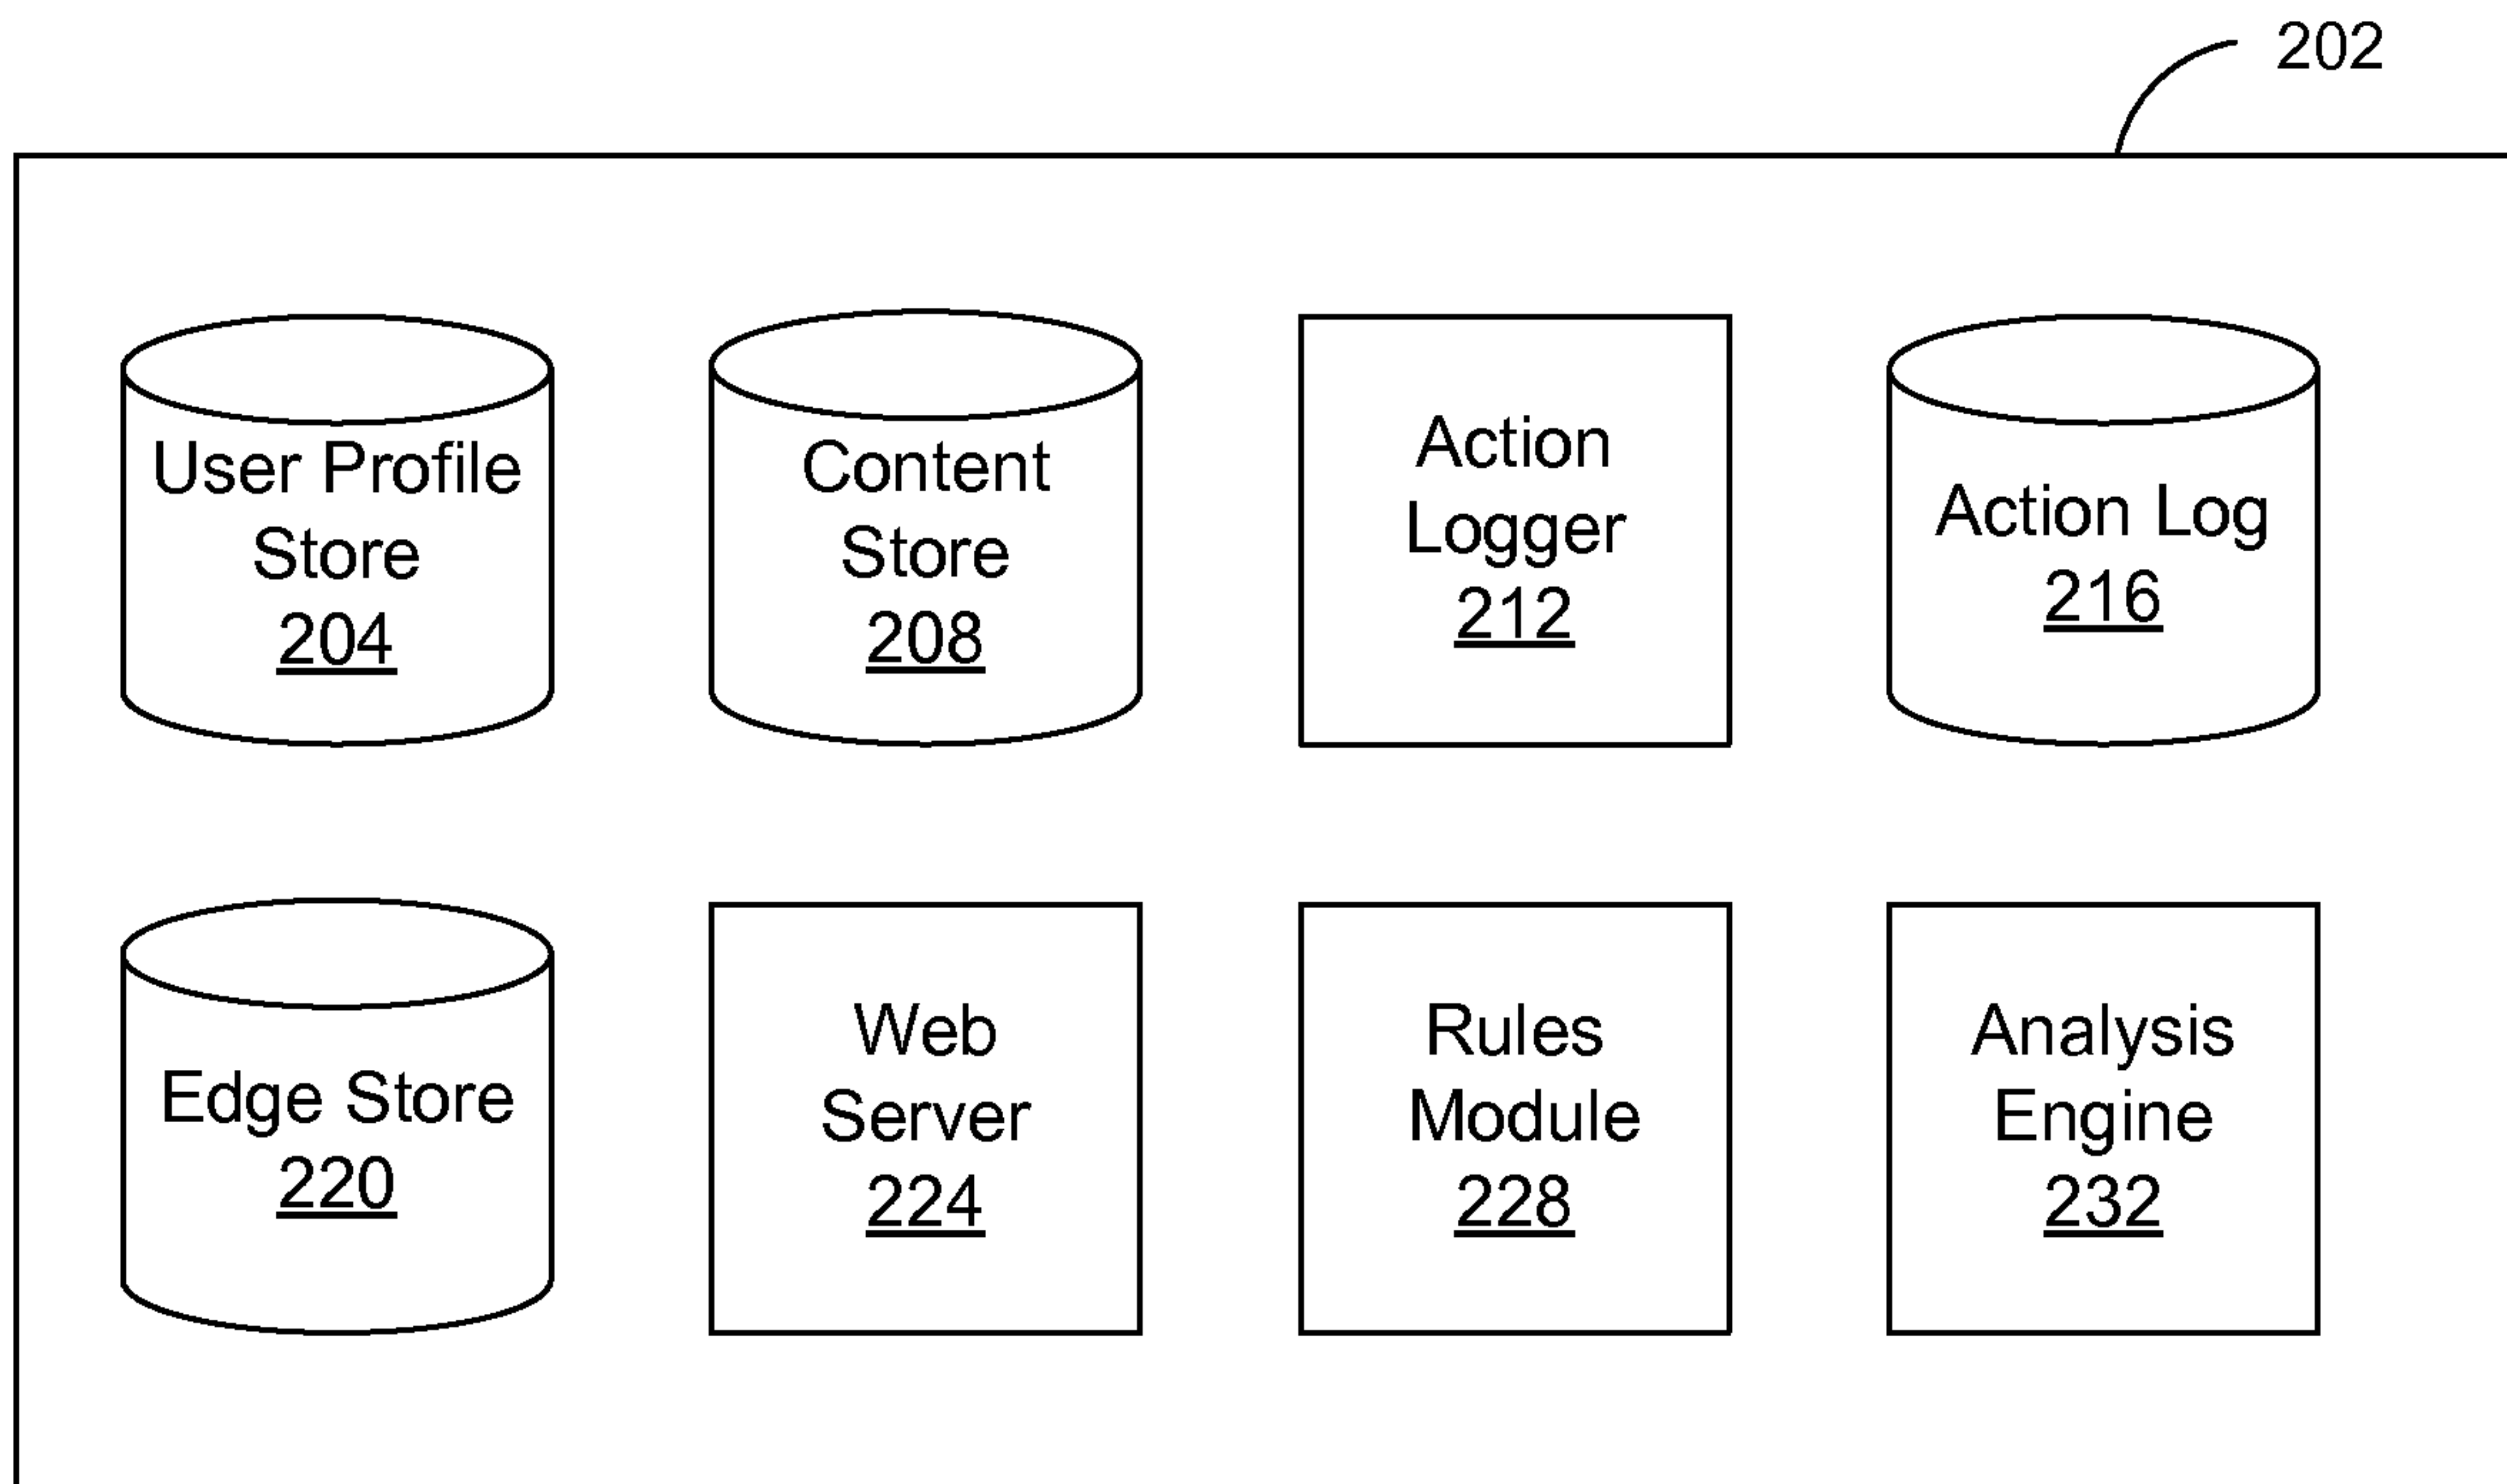 202
User Profile
Store
204
Content
Store
208
Action
Logger
212
Action Log
216
Edge Store
220
Web
Server
224
Rules
Module
228
Analysis
Engine
232